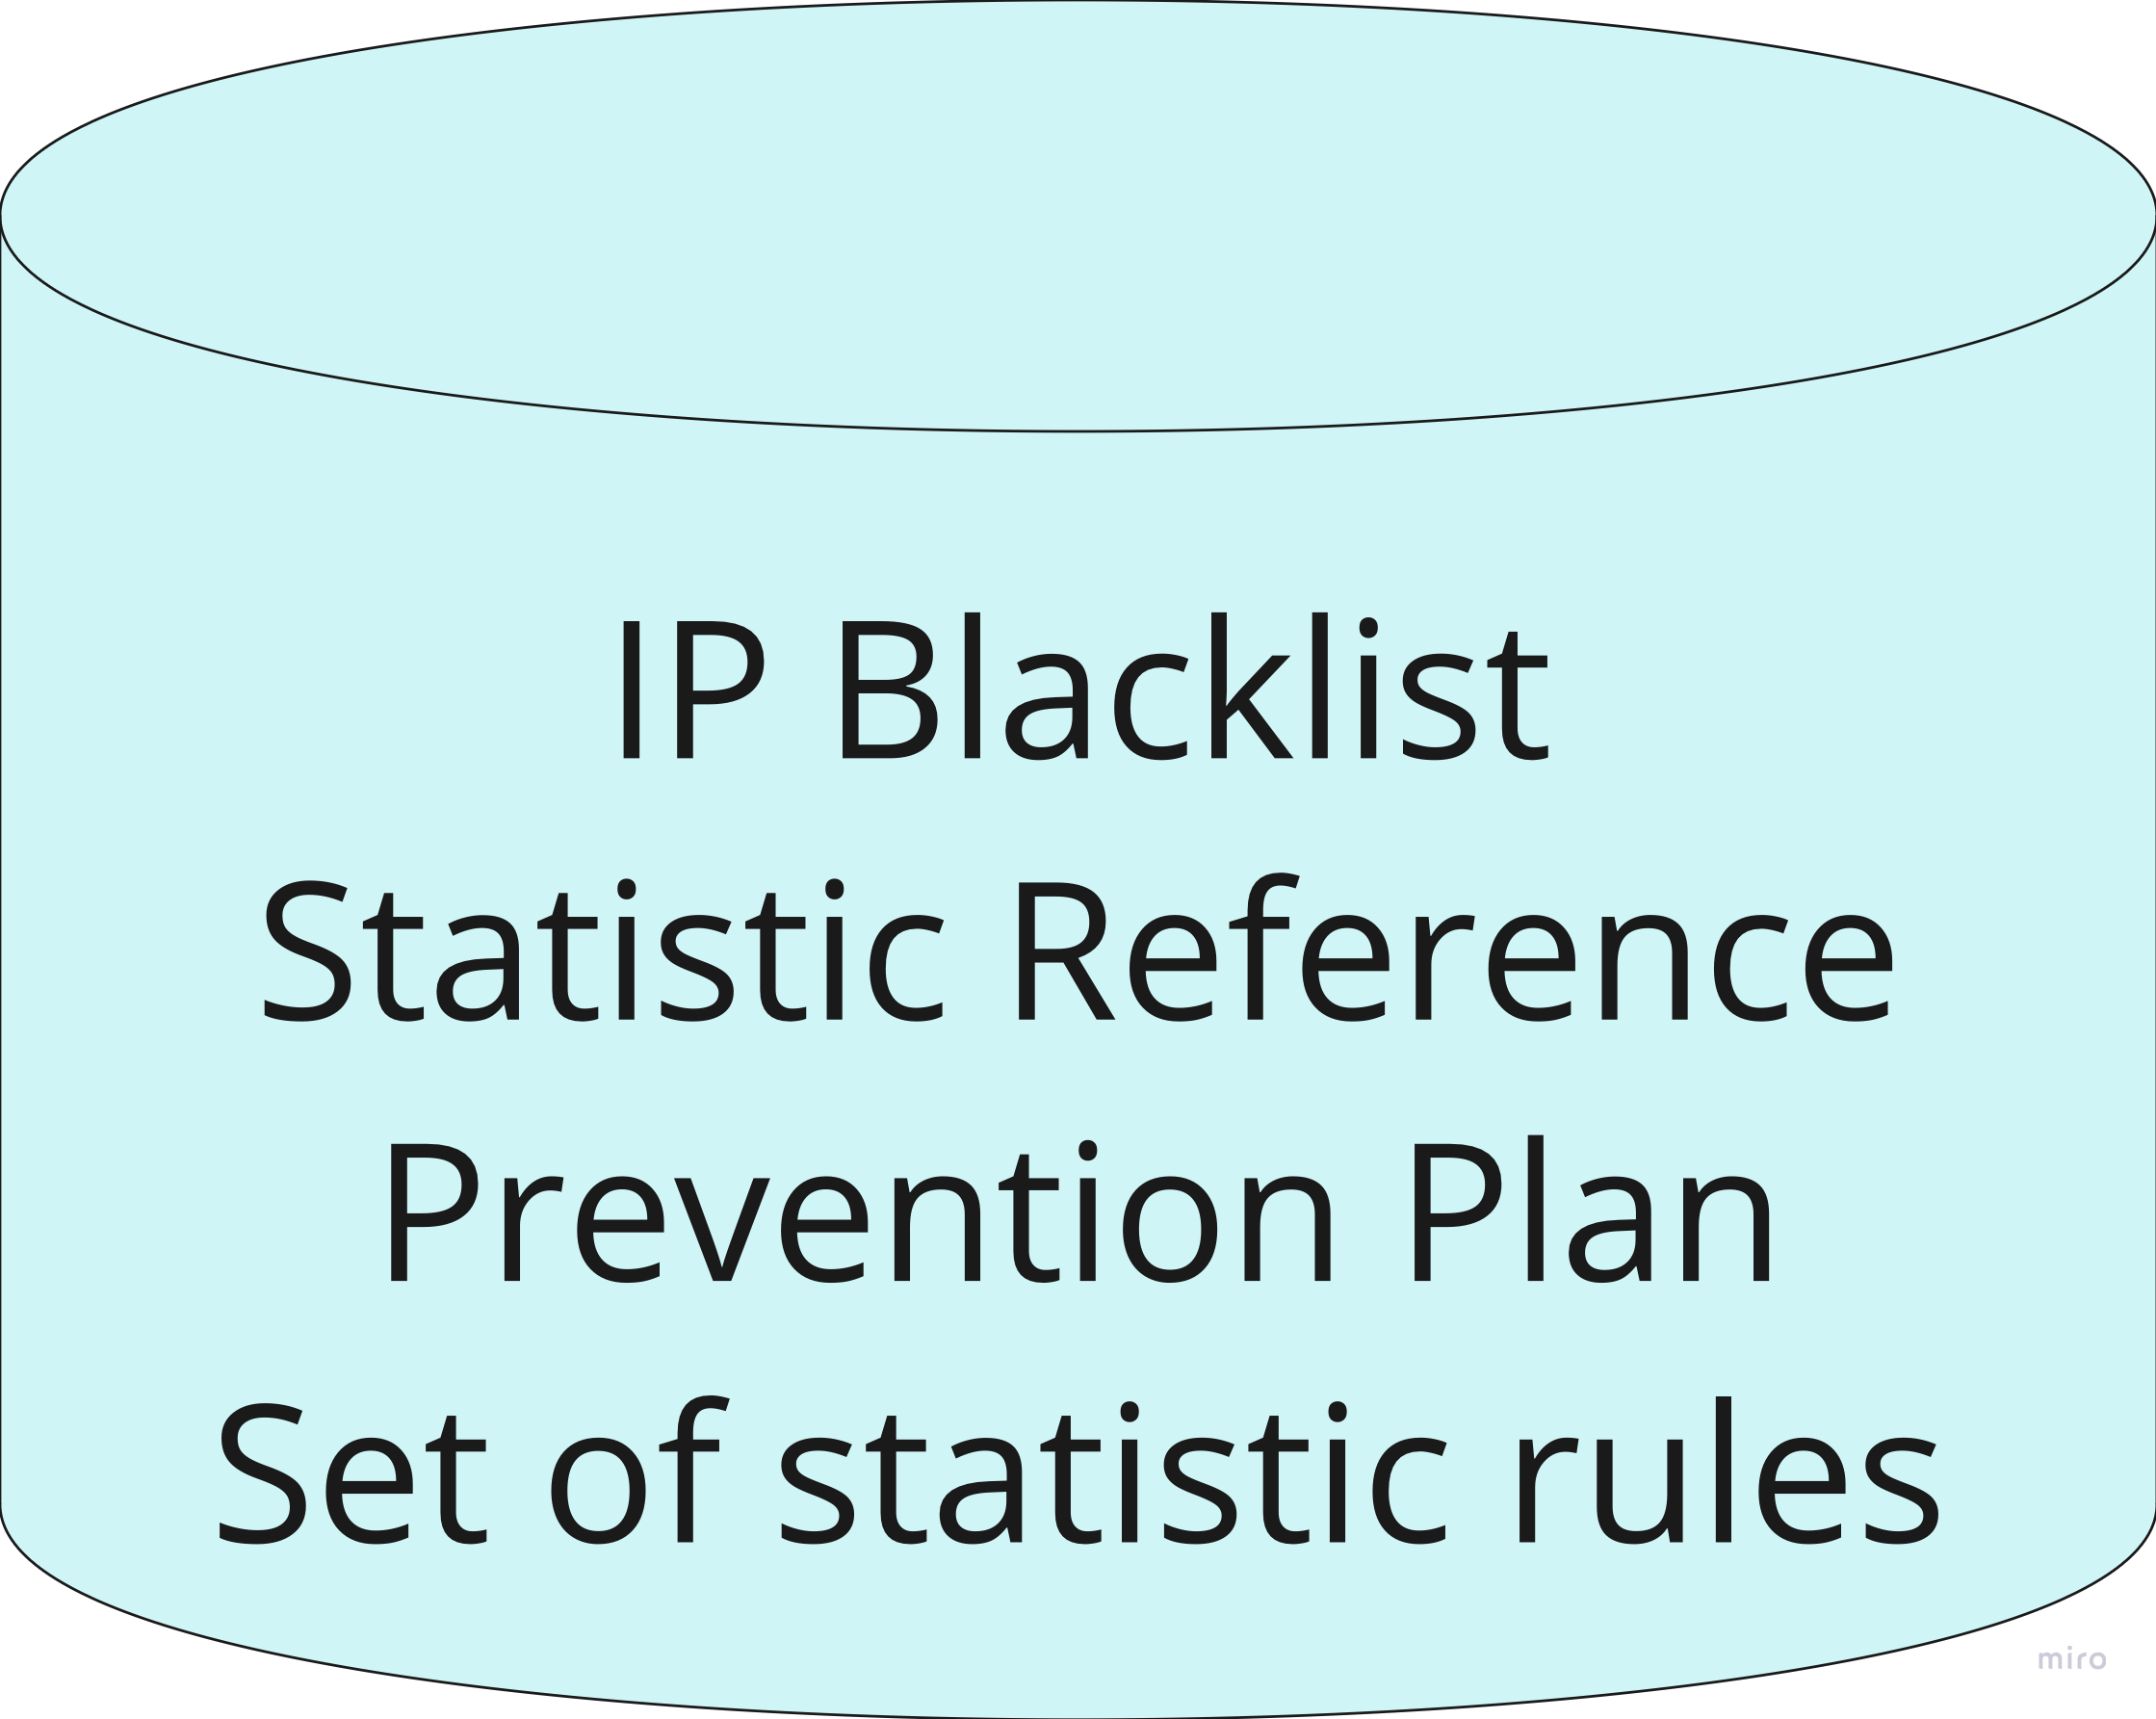 IP Blacklist
Statistic Reference
Prevention Plan
Set of statistic rules
miro